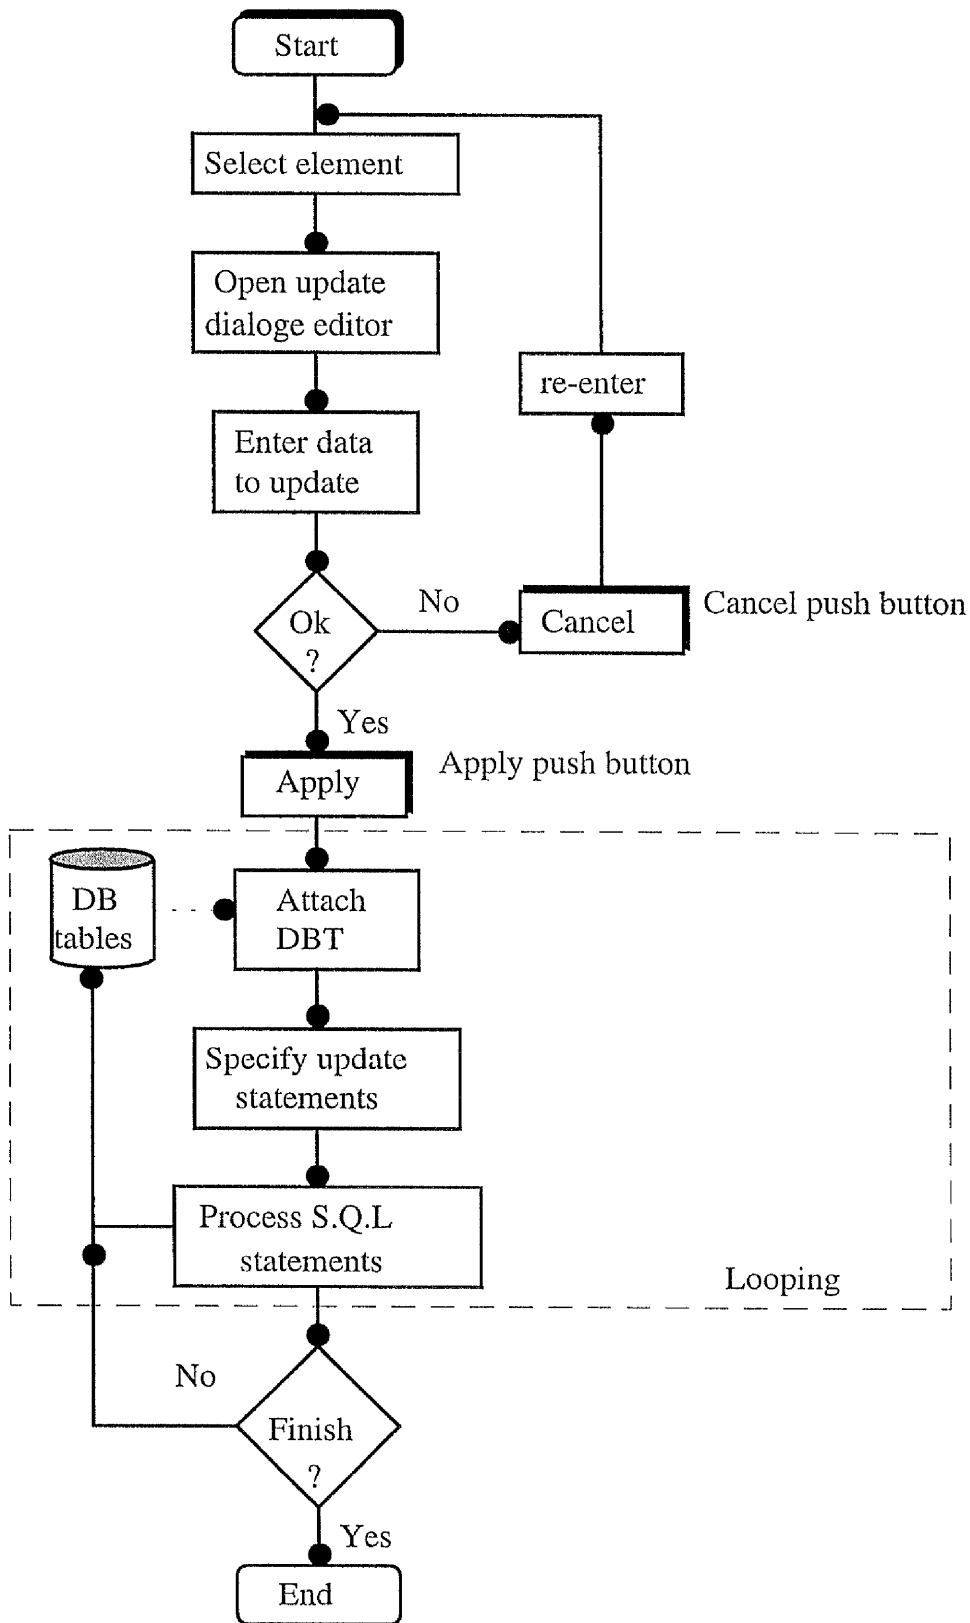 Start
Select element
Open update
dialoge editor
re-enter
Enter data
to update
No
Cancel push button
Ok
?
Cancel
Yes
Apply push button
Apply
DB
tables
Attach
DBT
Specify update
statements
Process S.Q.L
statements
Looping
No
Finish
?
Yes
End